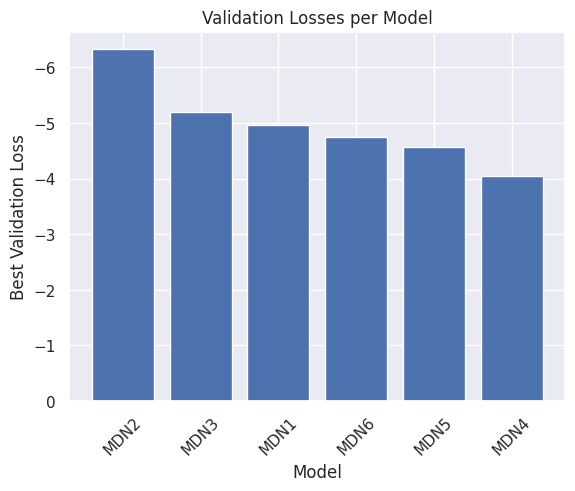 Validation Losses per Model
Best Validation Loss
−6
−5
−4
−3
−2
−1
0
MDN2
MDN3
MDN1
MDN6
MDN5
MDN4
Model